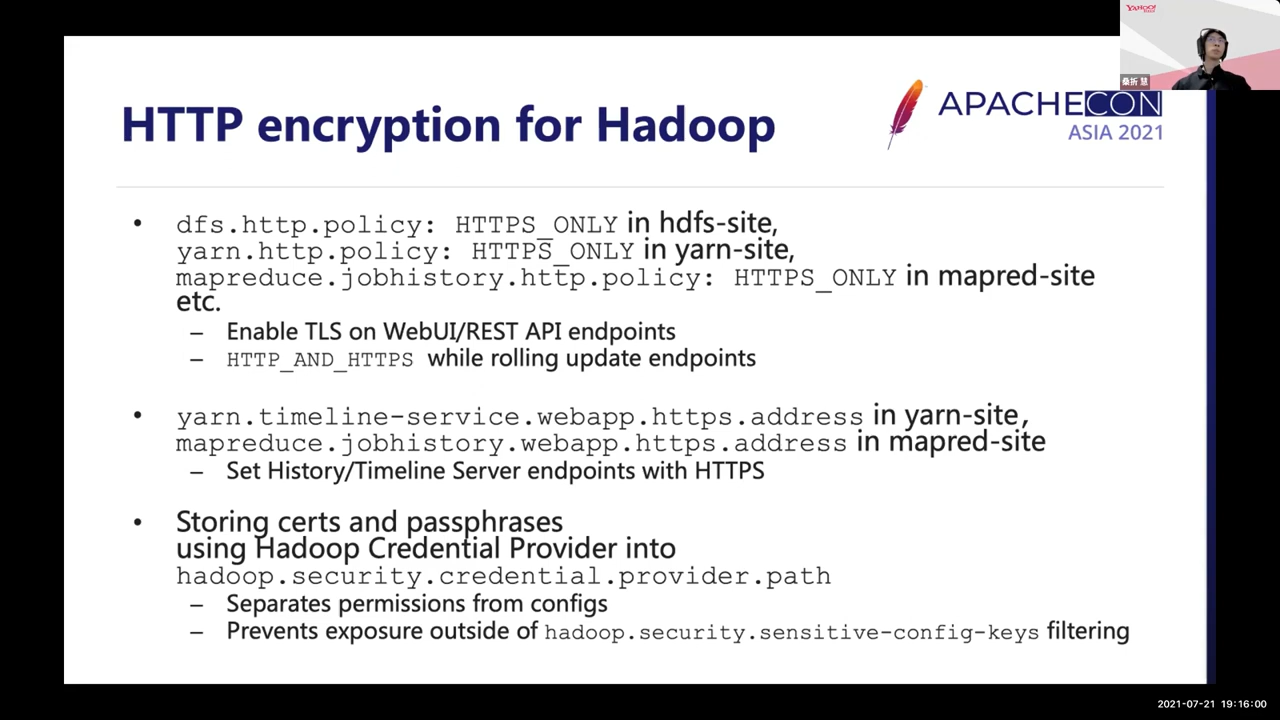 YAHOO!
桑折 慧
HTTP encryption for Hadoop
APACHECON
ASIA 2021
• dfs.http.policy: HTTPS_ONLY in hdfs-site,
yarn.http.policy: HTTPS_ONLY in yarn-site,
mapreduce.jobhistory.http.policy: HTTPS_ONLY in mapred-site
etc.
– Enable TLS on WebUI/REST API endpoints
– HTTP_AND_HTTPS while rolling update endpoints
• yarn.timeline-service.webapp.https.address in yarn-site,
mapreduce.jobhistory.webapp.https.address in mapred-site
– Set History/Timeline Server endpoints with HTTPS
• Storing certs and passphrases
using Hadoop Credential Provider into
hadoop.security.credential.provider.path
– Separates permissions from configs
– Prevents exposure outside of hadoop.security.sensitive-config-keys filtering
2021-07-21 19:16:00